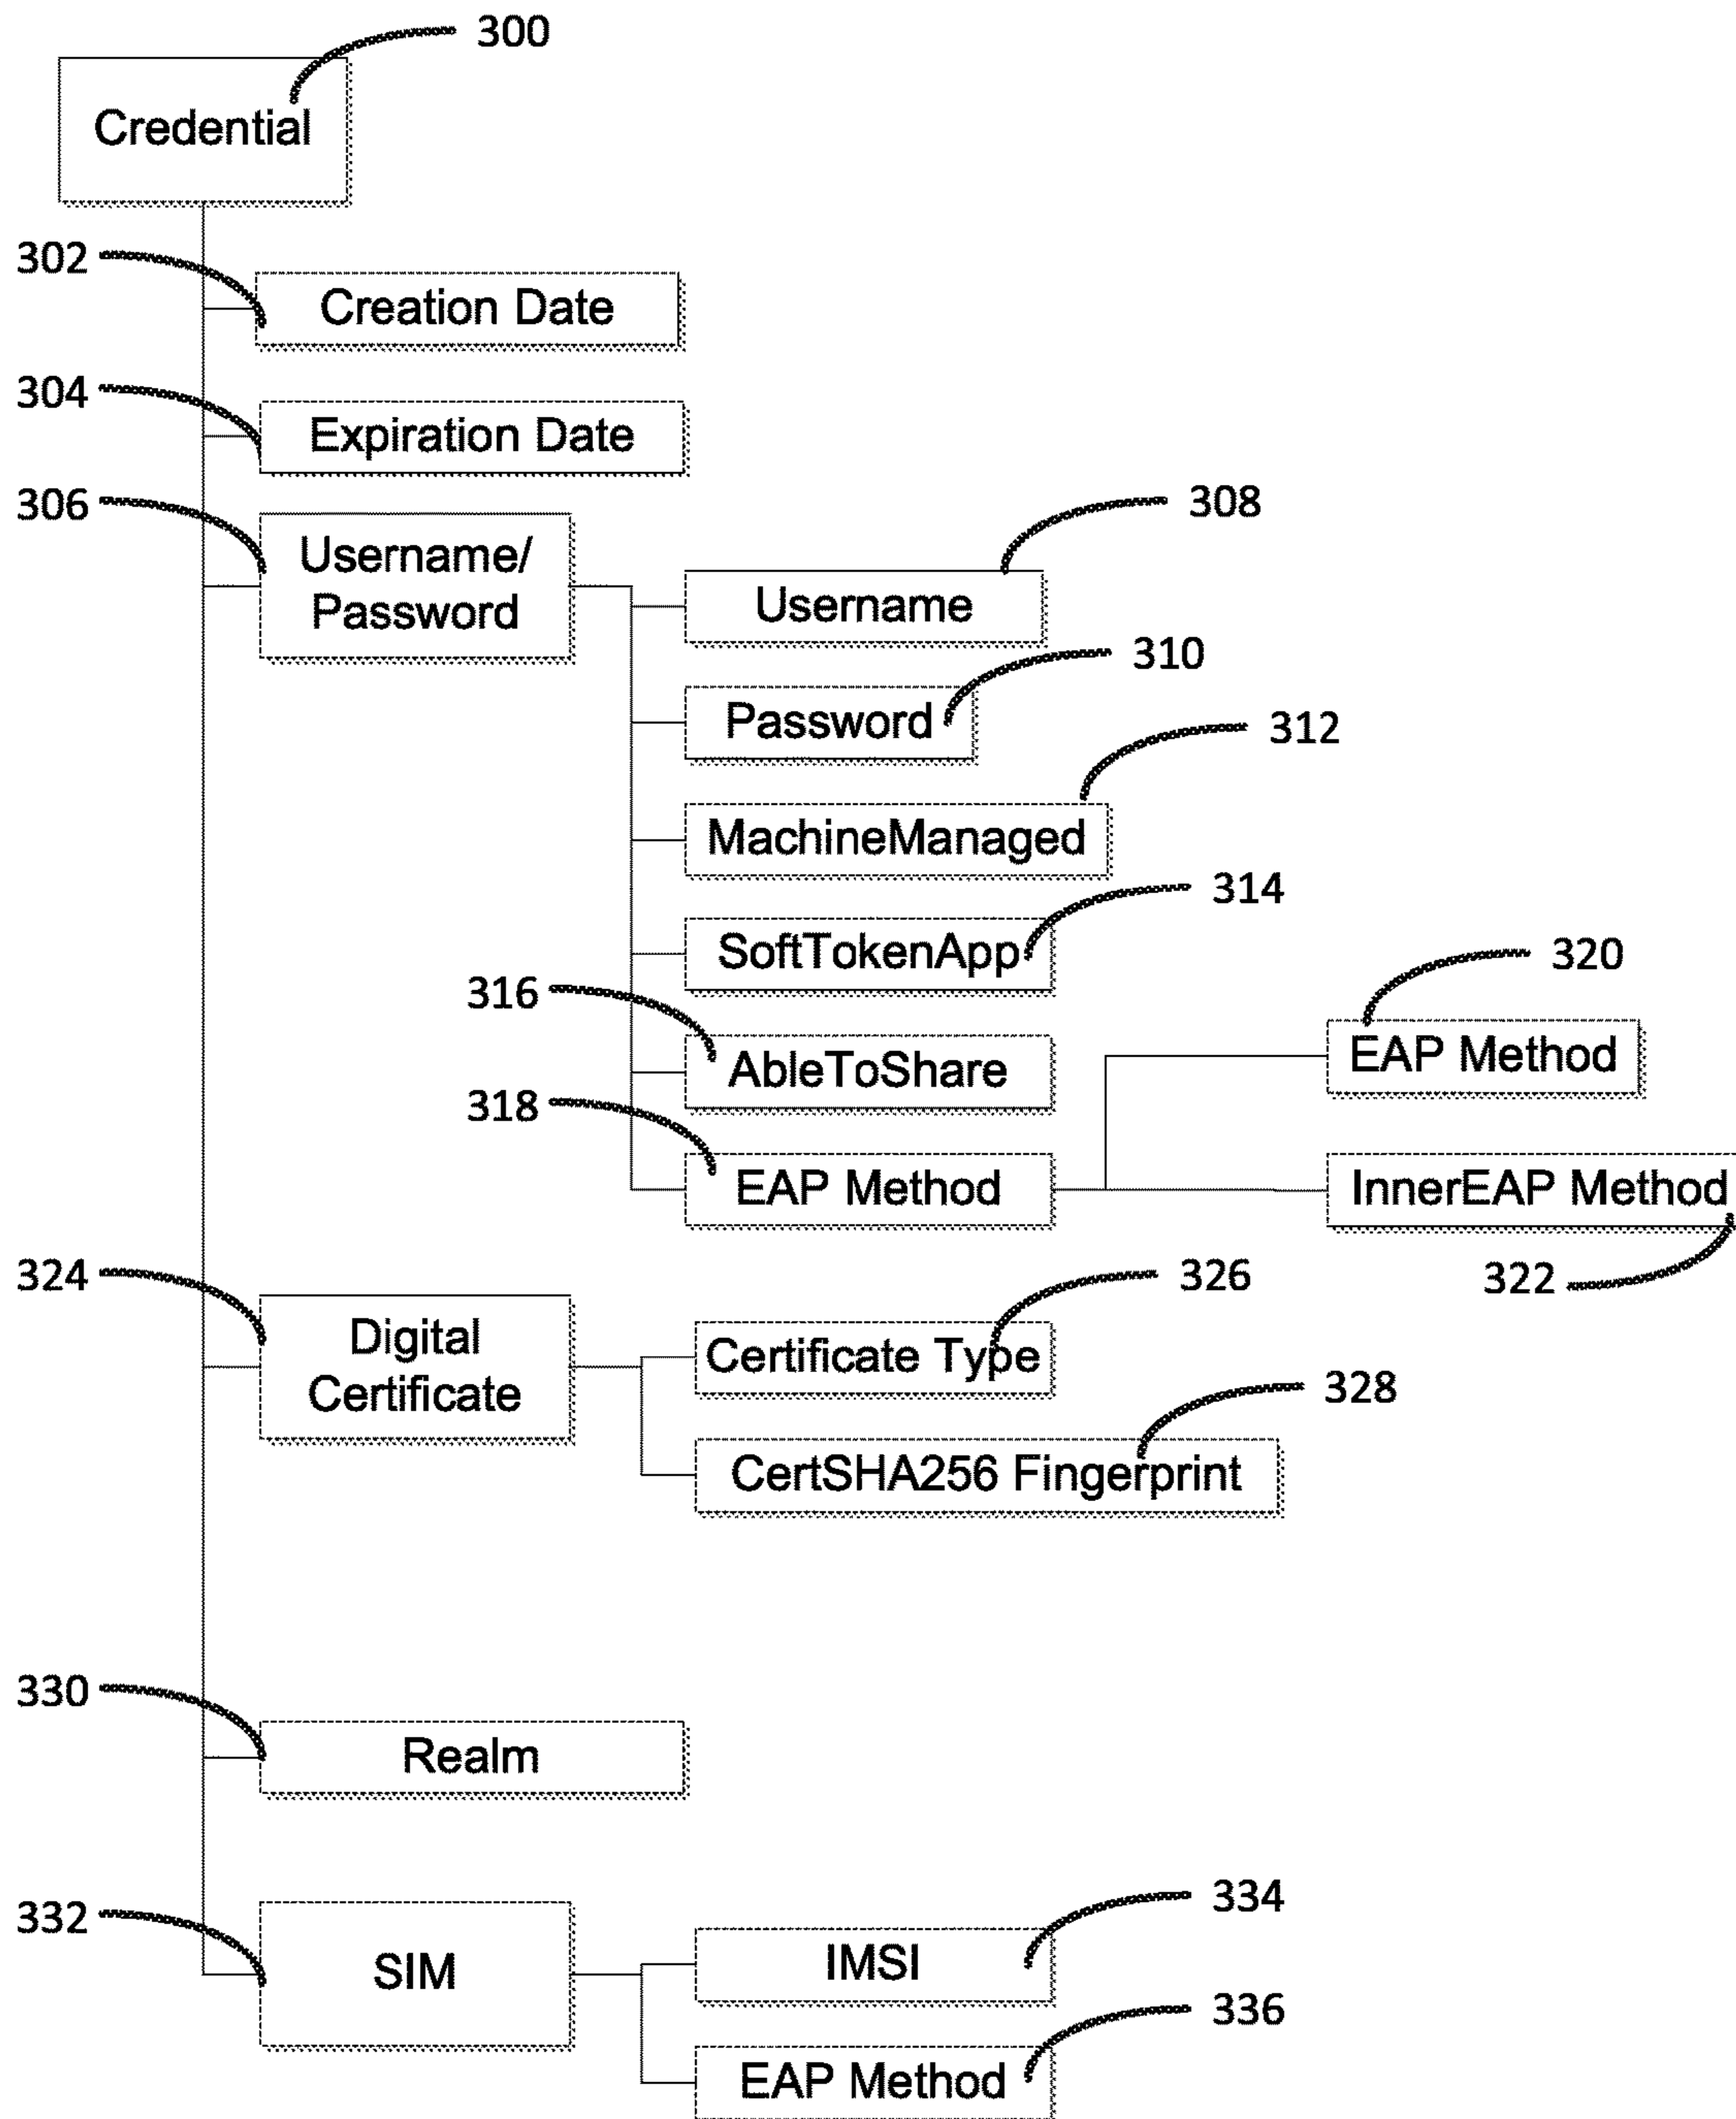 300
Credential
302
Creation Date
304
Expiration Date
306
Username/
Password
308
Username
310
Password
312
MachineManaged
314
SoftTokenApp
316
AbleToShare
318
EAP Method
320
EAP Method
InnerEAP Method
322
324
Digital
Certificate
326
Certificate Type
328
CertSHA256 Fingerprint
330
Realm
332
SIM
334
IMSI
336
EAP Method